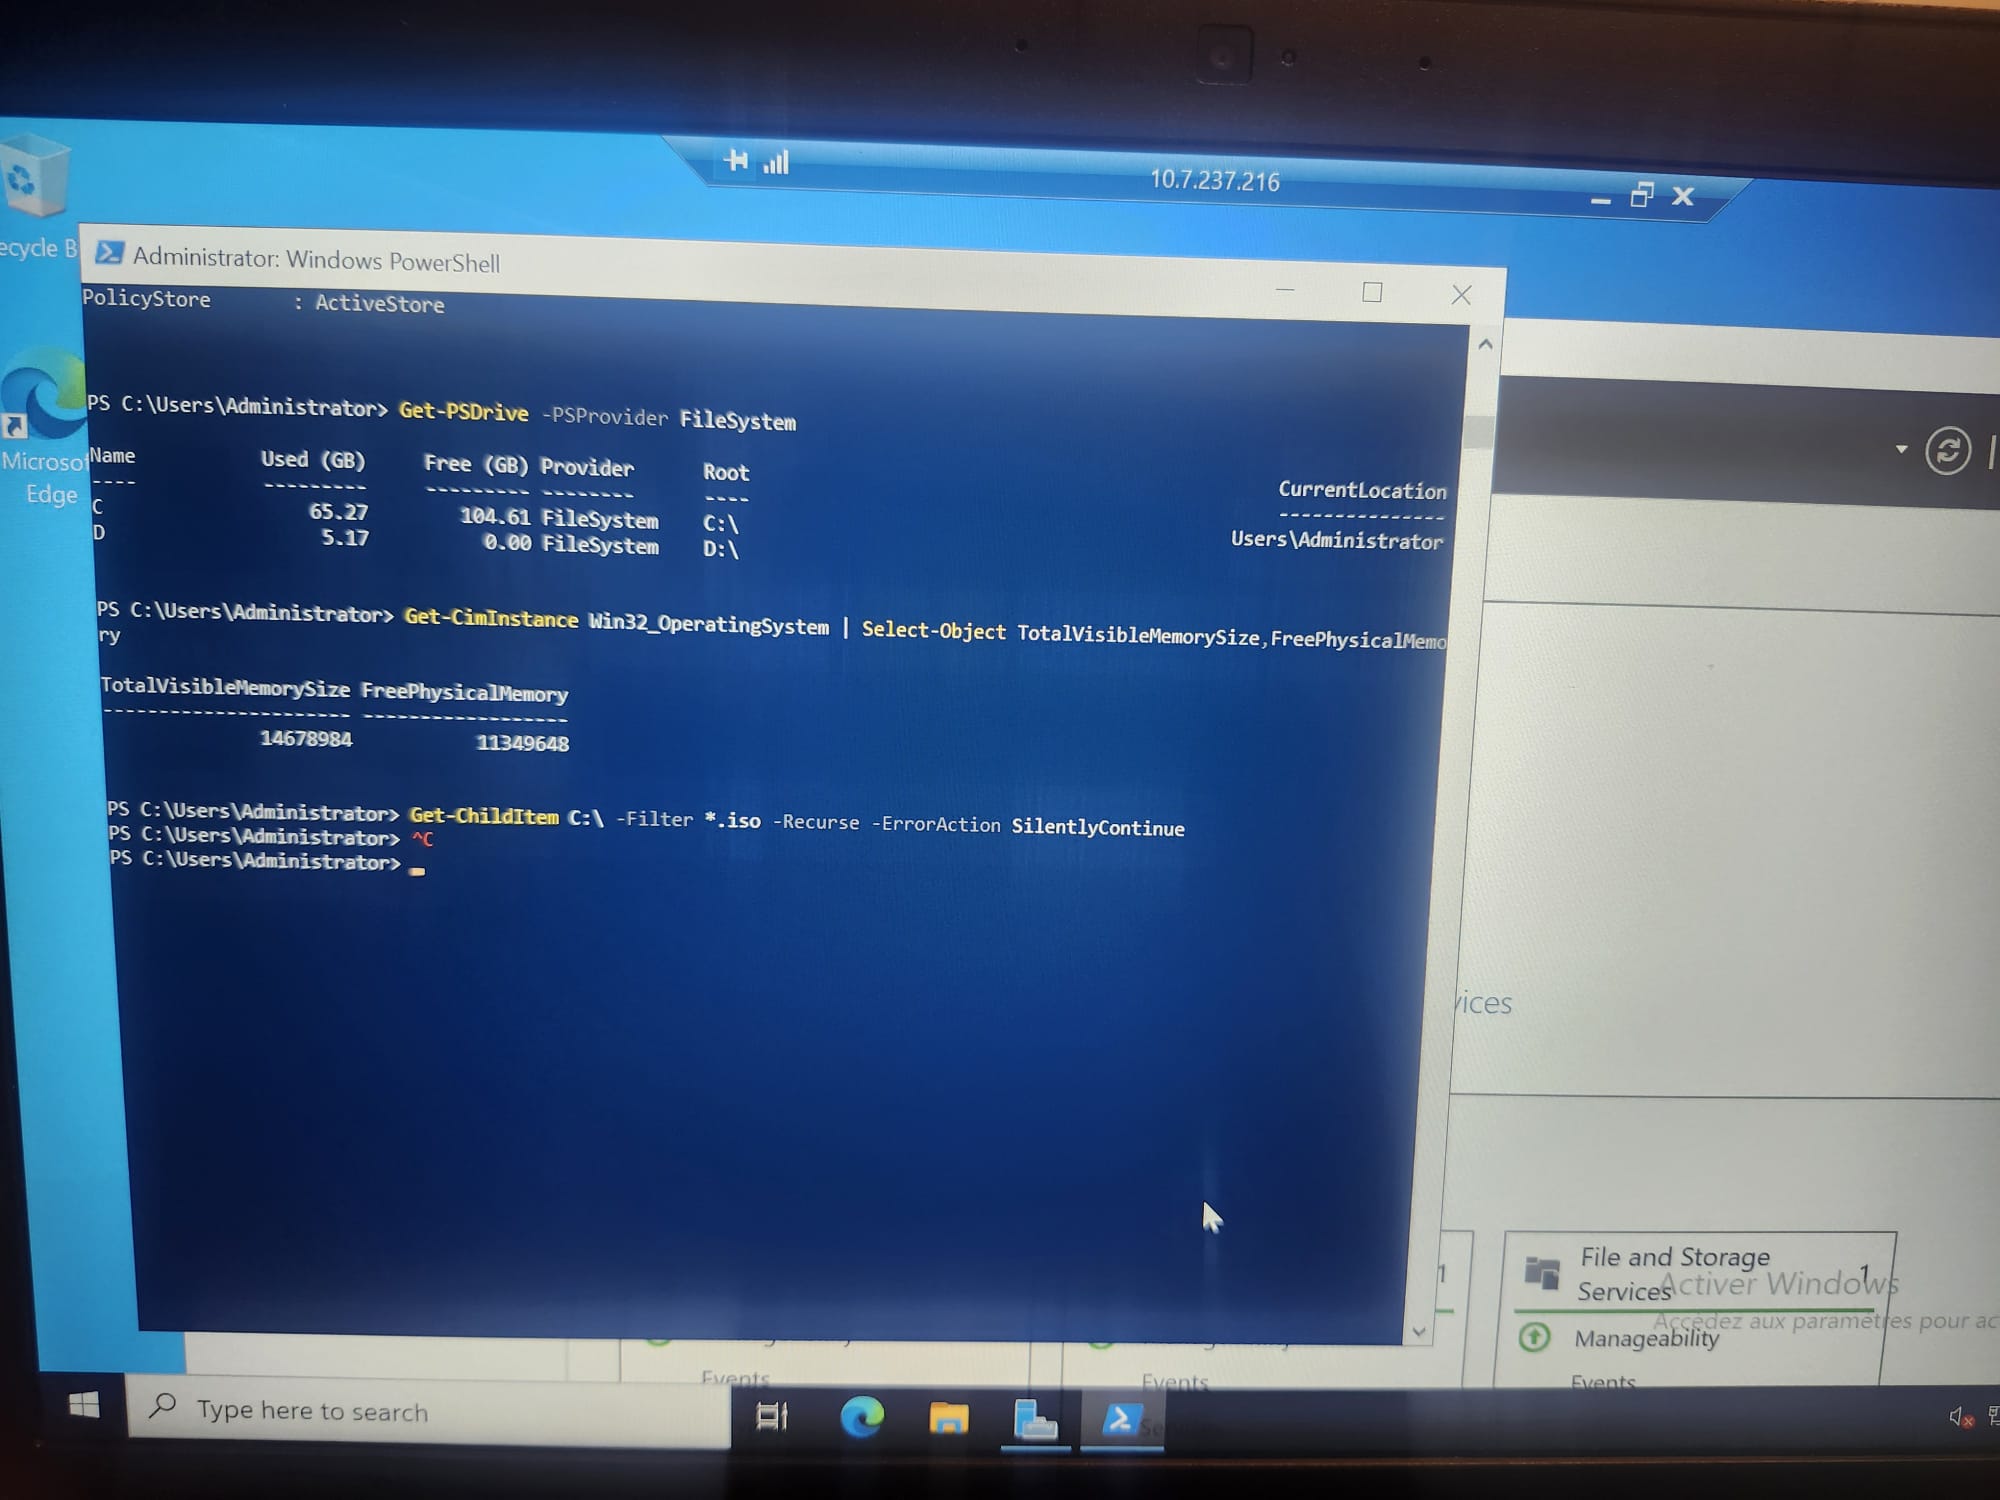 10.7.237.216
Administrator: Windows PowerShell
PolicyStore : ActiveStore
PS C:\Users\Administrator> Get-PSDrive -PSProvider FileSystem
Name Used (GB) Free (GB) Provider Root CurrentLocation
---- --------- --------- -------- ---- ---------------
C 65.27 104.61 FileSystem C:\ Users\Administrator
D 5.17 0.00 FileSystem D:\
PS C:\Users\Administrator> Get-CimInstance Win32_OperatingSystem | Select-Object TotalVisibleMemorySize,FreePhysicalMemo
ry
TotalVisibleMemorySize FreePhysicalMemory
---------------------- ------------------
14678984 11349648
PS C:\Users\Administrator> Get-ChildItem C:\ -Filter *.iso -Recurse -ErrorAction SilentlyContinue
PS C:\Users\Administrator> ^C
PS C:\Users\Administrator>
ecycle B
Microso
Edge
vices
1
File and Storage
Services
1
Activer Windows
Accédez aux paramètres pour ac
Manageability
Events
Events
Events
Type here to search